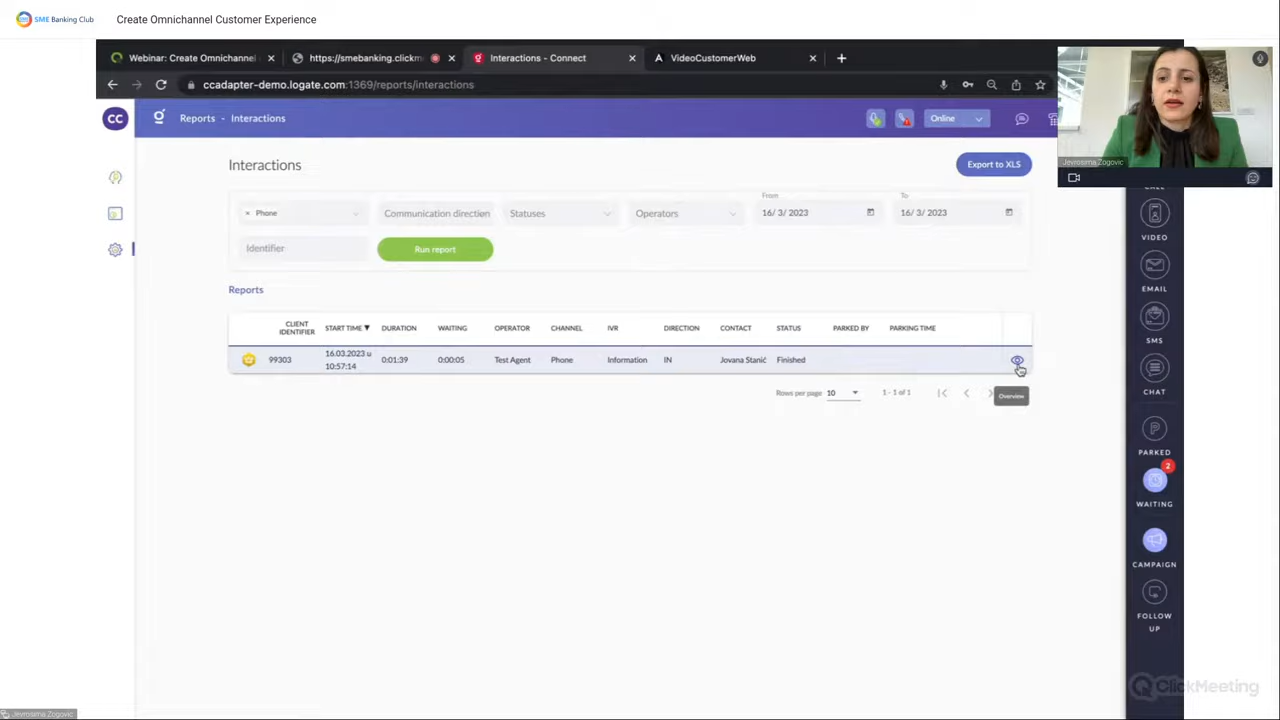 SME Banking Club
Create Omnichannel Customer Experience
Webinar: Create Omnichannel
https://smebanking.clickm
Interactions - Connect
VideoCustomerWeb
ccadapter-demo.logate.com:1369/reports/interactions
CC
Reports - Interactions
Online
Jevrosima Zogovic
Interactions
Export to XLS
Phone
Communication direction
Statuses
Operators
From
16/ 3/ 2023
To
16/ 3/ 2023
Identifier
Run report
Reports
CLIENT IDENTIFIER START TIME DURATION WAITING OPERATOR CHANNEL IVR DIRECTION CONTACT STATUS PARKED BY PARKING TIME
99303 16.03.2023 u 10:57:14 0:01:39 0:00:05 Test Agent Phone Information IN Jovana Stanić Finished
Overview
Rows per page 10 1 - 1 of 1
VIDEO
EMAIL
SMS
CHAT
PARKED
2
WAITING
CAMPAIGN
FOLLOW
UP
ClickMeeting
Jevrosima Zogovic